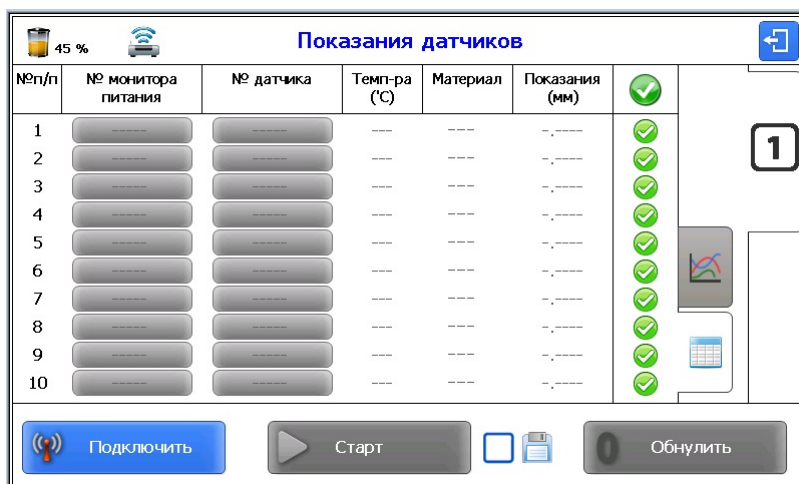 45 %
Показания датчиков
№п/п
№ монитора питания
№ датчика
Темп-ра (°C)
Материал
Показания (мм)
1 ----- ----- --- --- -.----
2 ----- ----- --- --- -.----
3 ----- ----- --- --- -.----
4 ----- ----- --- --- -.----
5 ----- ----- --- --- -.----
6 ----- ----- --- --- -.----
7 ----- ----- --- --- -.----
8 ----- ----- --- --- -.----
9 ----- ----- --- --- -.----
10 ----- ----- --- --- -.----
1
Подключить
Старт
0 Обнулить